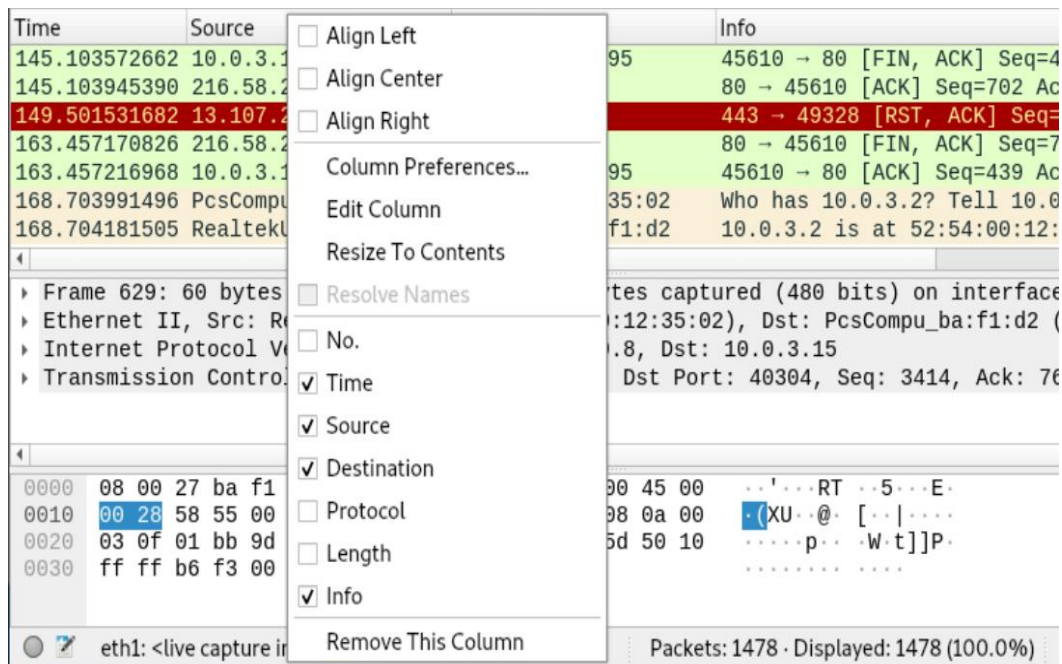 Time Source Info
145.103572662 10.0.3.1 95 45610 → 80 [FIN, ACK] Seq=4
145.103945390 216.58.2 80 → 45610 [ACK] Seq=702 Ac
149.501531682 13.107.2 443 → 49328 [RST, ACK] Seq=
163.457170826 216.58.2 80 → 45610 [FIN, ACK] Seq=7
163.457216968 10.0.3.1 95 45610 → 80 [ACK] Seq=439 Ac
168.703991496 PcsCompu 35:02 Who has 10.0.3.2? Tell 10.0
168.704181505 Realtek f1:d2 10.0.3.2 is at 52:54:00:12:
Align Left
Align Center
Align Right
Column Preferences...
Edit Column
Resize To Contents
Resolve Names
No.
Time
Source
Destination
Protocol
Length
Info
Remove This Column
Frame 629: 60 bytes tes captured (480 bits) on interface
Ethernet II, Src: Re :12:35:02), Dst: PcsCompu_ba:f1:d2 (
Internet Protocol Ve .8, Dst: 10.0.3.15
Transmission Contro Dst Port: 40304, Seq: 3414, Ack: 76
0000 08 00 27 ba f1 00 45 00 ··'···RT ··5···E·
0010 00 28 58 55 00 08 0a 00 ·(XU··@· [··|····
0020 03 0f 01 bb 9d 5d 50 10 ·····p·· ·W·t]]P·
0030 ff ff b6 f3 00 ········ ····
eth1: <live capture in Packets: 1478 · Displayed: 1478 (100.0%)